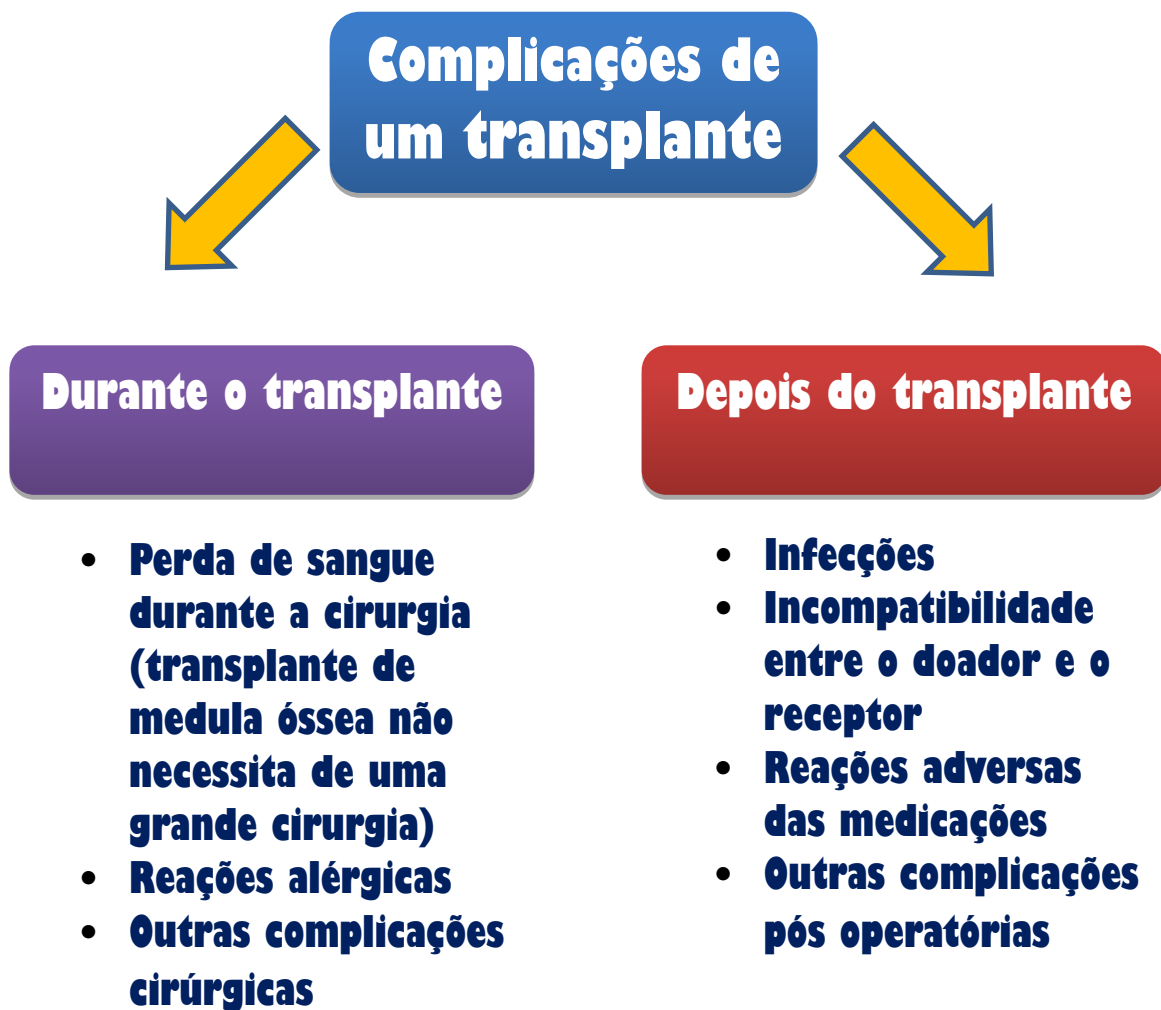 Complicações de
um transplante
Durante o transplante
• Perda de sangue
durante a cirurgia
(transplante de
medula óssea não
necessita de uma
grande cirurgia)
• Reações alérgicas
• Outras complicações
cirúrgicas
Depois do transplante
• Infecções
• Incompatibilidade
entre o doador e o
receptor
• Reações adversas
das medicações
• Outras complicações
pós operatórias